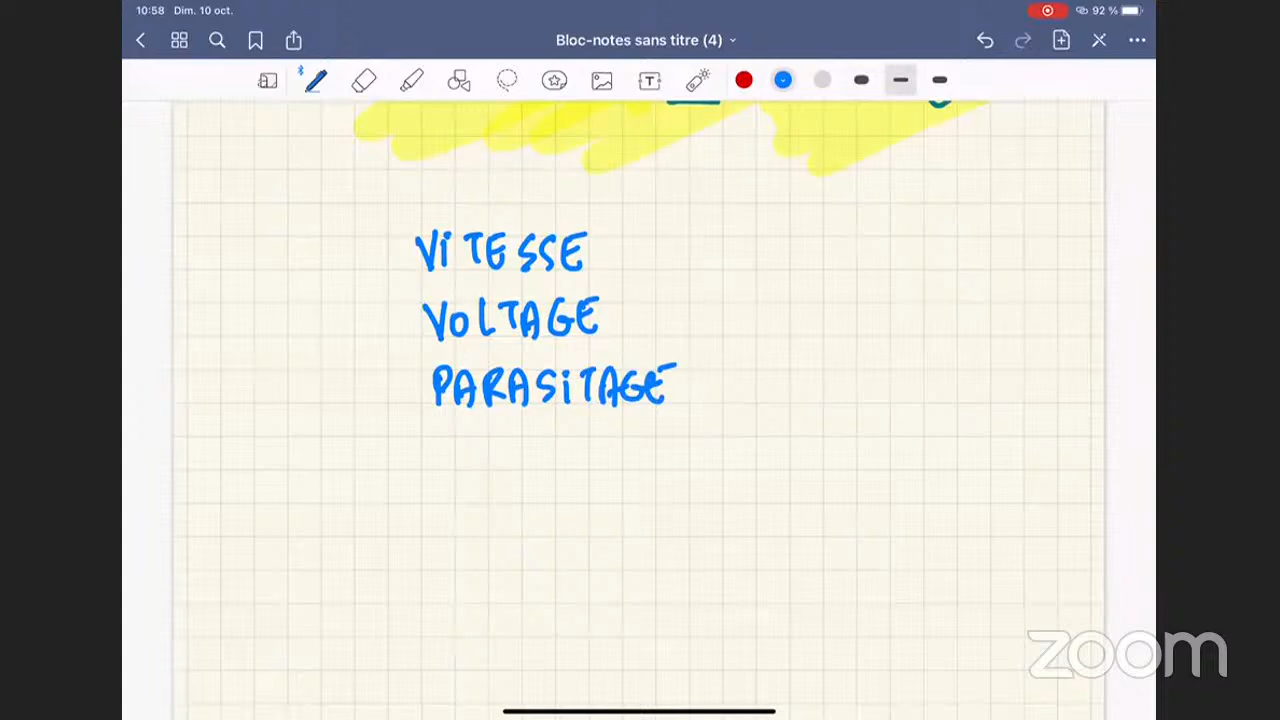 10:58 Dim. 10 oct. 92 %
Bloc-notes sans titre (4)
VITESSE
VOLTAGE
PARASITAGE
zoom